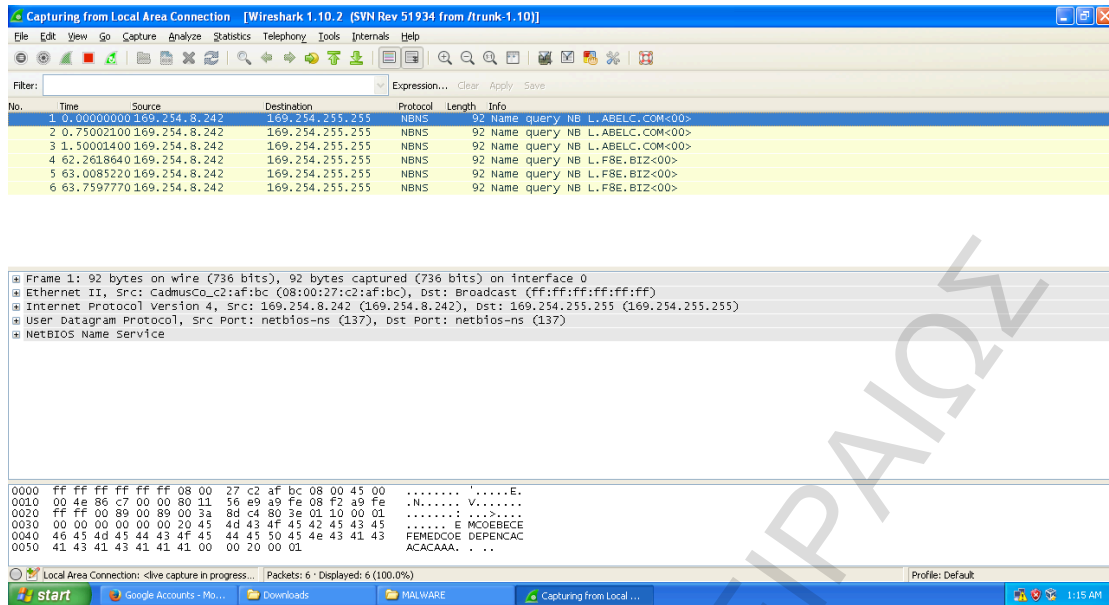 Capturing from Local Area Connection [Wireshark 1.10.2 (SVN Rev 51934 from /trunk-1.10)]
File Edit View Go Capture Analyze Statistics Telephony Tools Internals Help
Filter: Expression... Clear Apply Save
No. Time Source Destination Protocol Length Info
1 0.00000000 169.254.8.242 169.254.255.255 NBNS 92 Name query NB L.ABELC.COM<00>
2 0.75002100 169.254.8.242 169.254.255.255 NBNS 92 Name query NB L.ABELC.COM<00>
3 1.50001400 169.254.8.242 169.254.255.255 NBNS 92 Name query NB L.ABELC.COM<00>
4 62.2618640 169.254.8.242 169.254.255.255 NBNS 92 Name query NB L.F8E.BIZ<00>
5 63.0085220 169.254.8.242 169.254.255.255 NBNS 92 Name query NB L.F8E.BIZ<00>
6 63.7597770 169.254.8.242 169.254.255.255 NBNS 92 Name query NB L.F8E.BIZ<00>
Frame 1: 92 bytes on wire (736 bits), 92 bytes captured (736 bits) on interface 0
Ethernet II, Src: CadmusCo_c2:af:bc (08:00:27:c2:af:bc), Dst: Broadcast (ff:ff:ff:ff:ff:ff)
Internet Protocol Version 4, Src: 169.254.8.242 (169.254.8.242), Dst: 169.254.255.255 (169.254.255.255)
User Datagram Protocol, Src Port: netbios-ns (137), Dst Port: netbios-ns (137)
NetBIOS Name Service
0000 ff ff ff ff ff ff 08 00 27 c2 af bc 08 00 45 00 ........ '.....E.
0010 00 4e 86 c7 00 00 80 11 56 e9 a9 fe 08 f2 a9 fe .N...... V.......
0020 ff ff 00 89 00 89 00 3a 8d c4 80 3e 01 10 00 01 .......: ...>....
0030 00 00 00 00 00 00 20 45 4d 43 4f 45 42 45 43 45 ...... E MCOEBECE
0040 46 45 4d 45 44 43 4f 45 44 45 50 45 4e 43 41 43 FEMEDCOE DEPENCAC
0050 41 43 41 43 41 41 41 00 00 20 00 01 ACACAAA. . ..
Local Area Connection: <live capture in progress... Packets: 6 · Displayed: 6 (100.0%) Profile: Default
start Google Accounts - Mo... Downloads MALWARE Capturing from Local ... 1:15 AM
ΕΙΡΑΙΩΣ